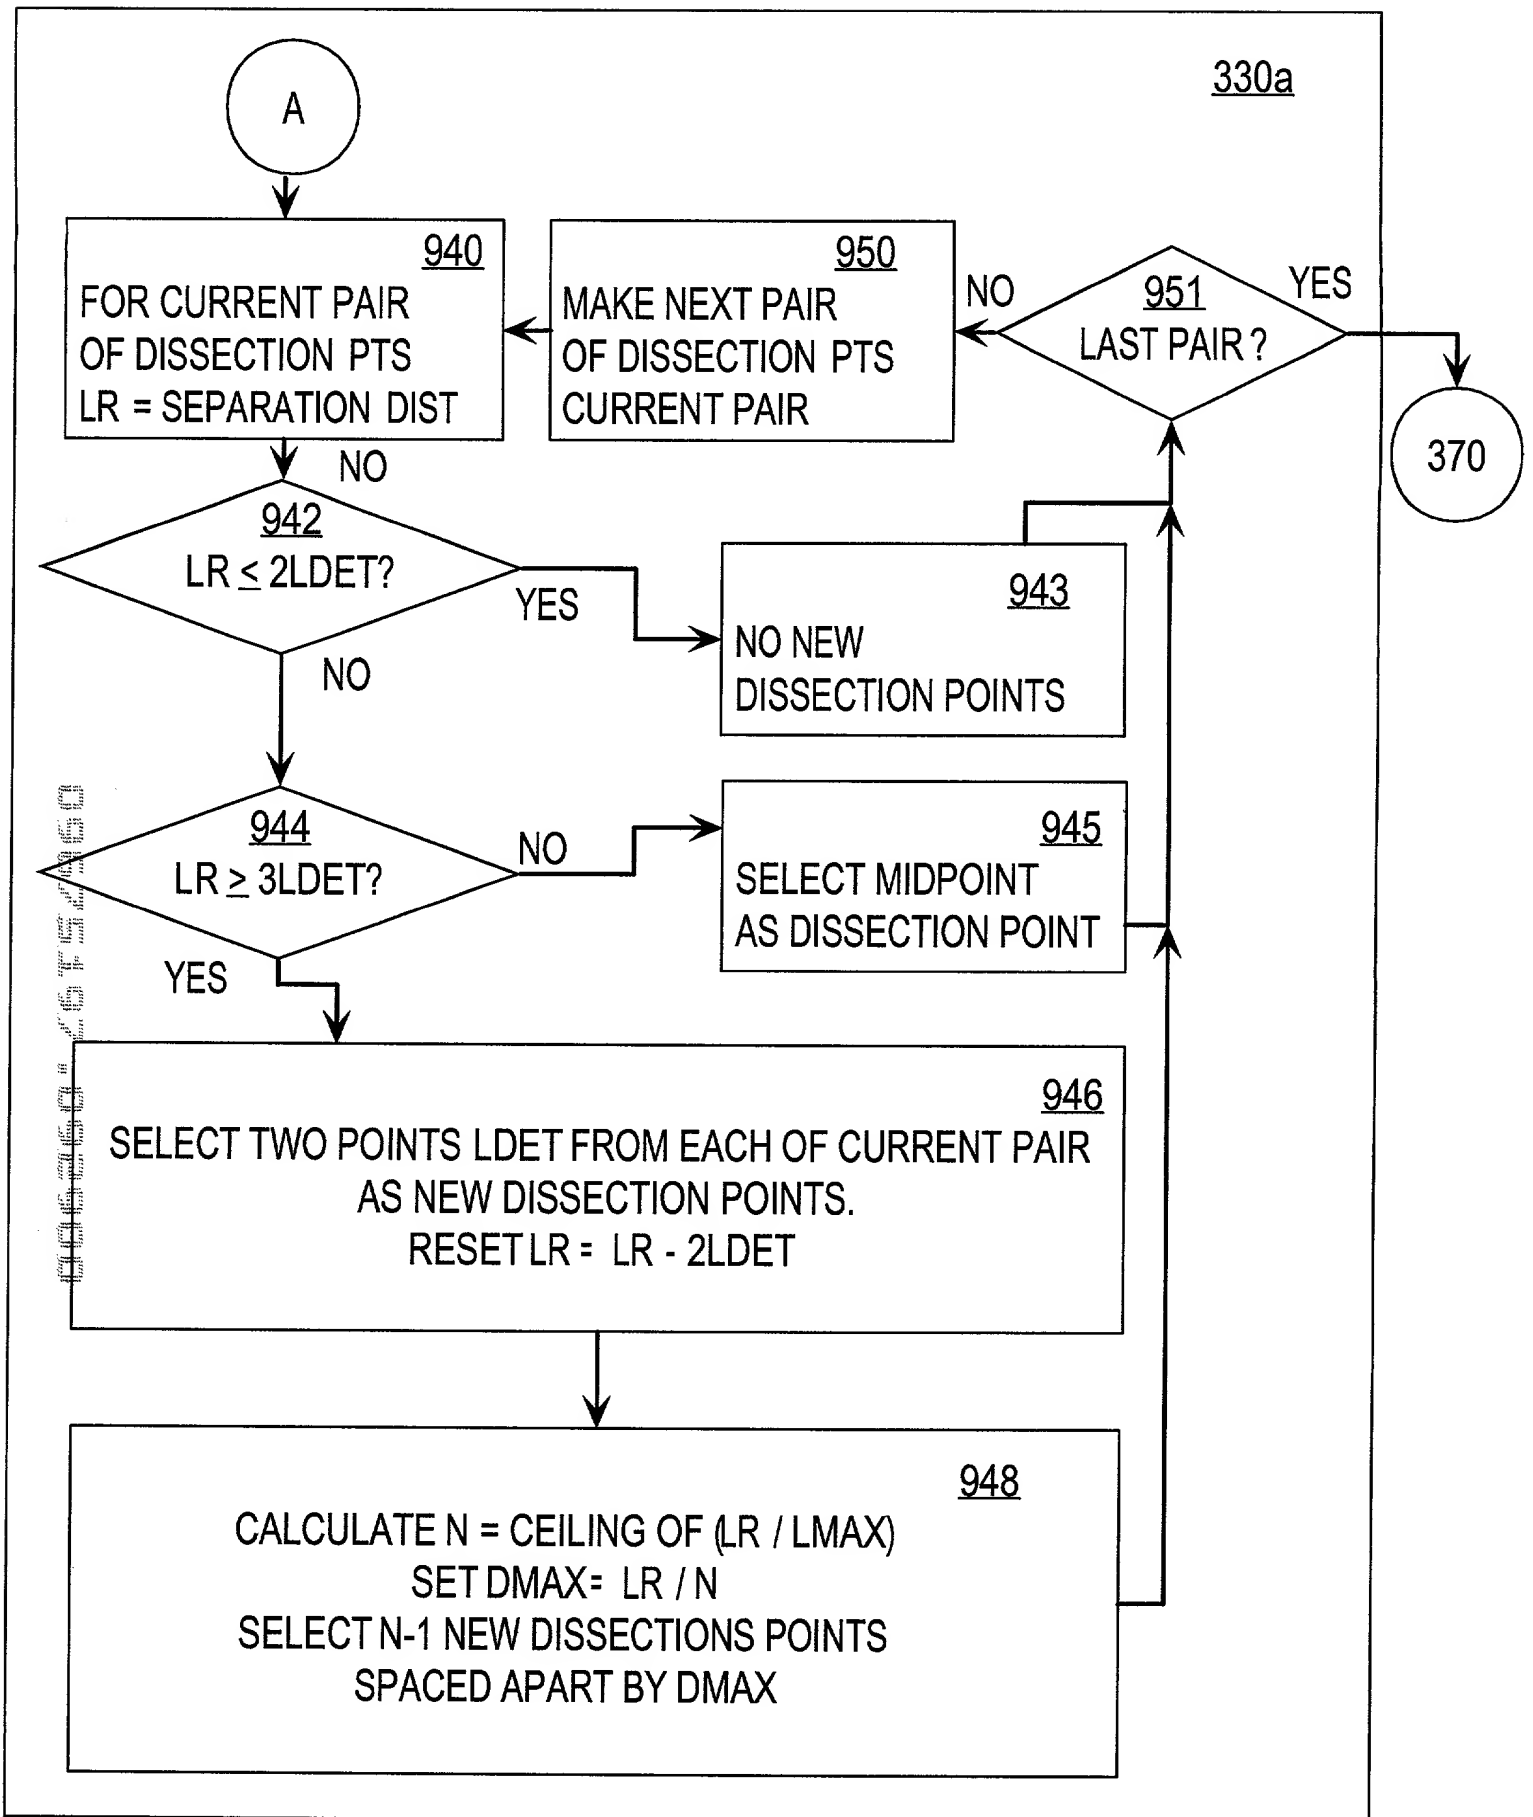 330a
A
940
FOR CURRENT PAIR
OF DISSECTION PTS
LR = SEPARATION DIST
950
MAKE NEXT PAIR
OF DISSECTION PTS
CURRENT PAIR
NO
951
LAST PAIR ?
YES
370
NO
942
LR ≤ 2LDET?
YES
943
NO NEW
DISSECTION POINTS
NO
944
LR ≥ 3LDET?
NO
945
SELECT MIDPOINT
AS DISSECTION POINT
YES
946
SELECT TWO POINTS LDET FROM EACH OF CURRENT PAIR
AS NEW DISSECTION POINTS.
RESET LR = LR - 2LDET
948
CALCULATE N = CEILING OF (LR / LMAX)
SET DMAX= LR / N
SELECT N-1 NEW DISSECTIONS POINTS
SPACED APART BY DMAX